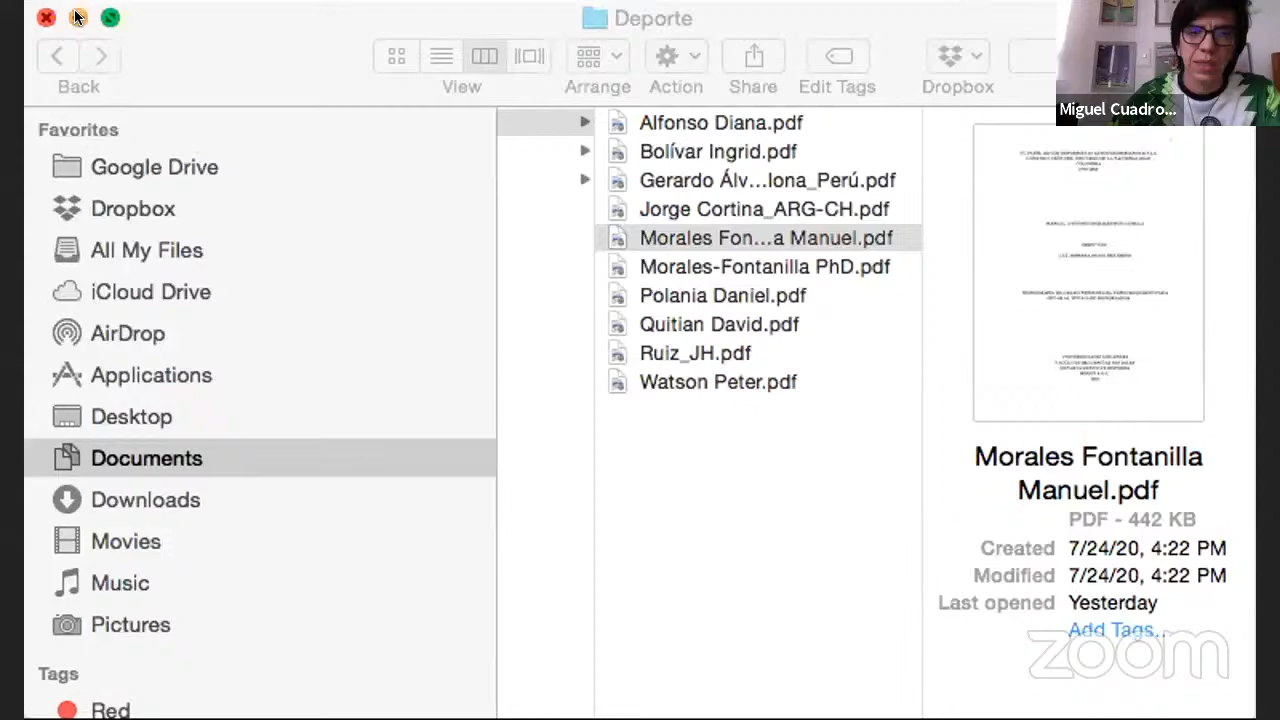 Deporte
Back
View
Arrange
Action
Share
Edit Tags
Dropbox
Miguel Cuadro...
Favorites
Google Drive
Dropbox
All My Files
iCloud Drive
AirDrop
Applications
Desktop
Documents
Downloads
Movies
Music
Pictures
Tags
Red
Alfonso Diana.pdf
Bolívar Ingrid.pdf
Gerardo Álv...lona_Perú.pdf
Jorge Cortina_ARG-CH.pdf
Morales Fon...a Manuel.pdf
Morales-Fontanilla PhD.pdf
Polania Daniel.pdf
Quitian David.pdf
Ruiz_JH.pdf
Watson Peter.pdf
Morales Fontanilla
Manuel.pdf
PDF - 442 KB
Created 7/24/20, 4:22 PM
Modified 7/24/20, 4:22 PM
Last opened Yesterday
Add Tags...
zoom